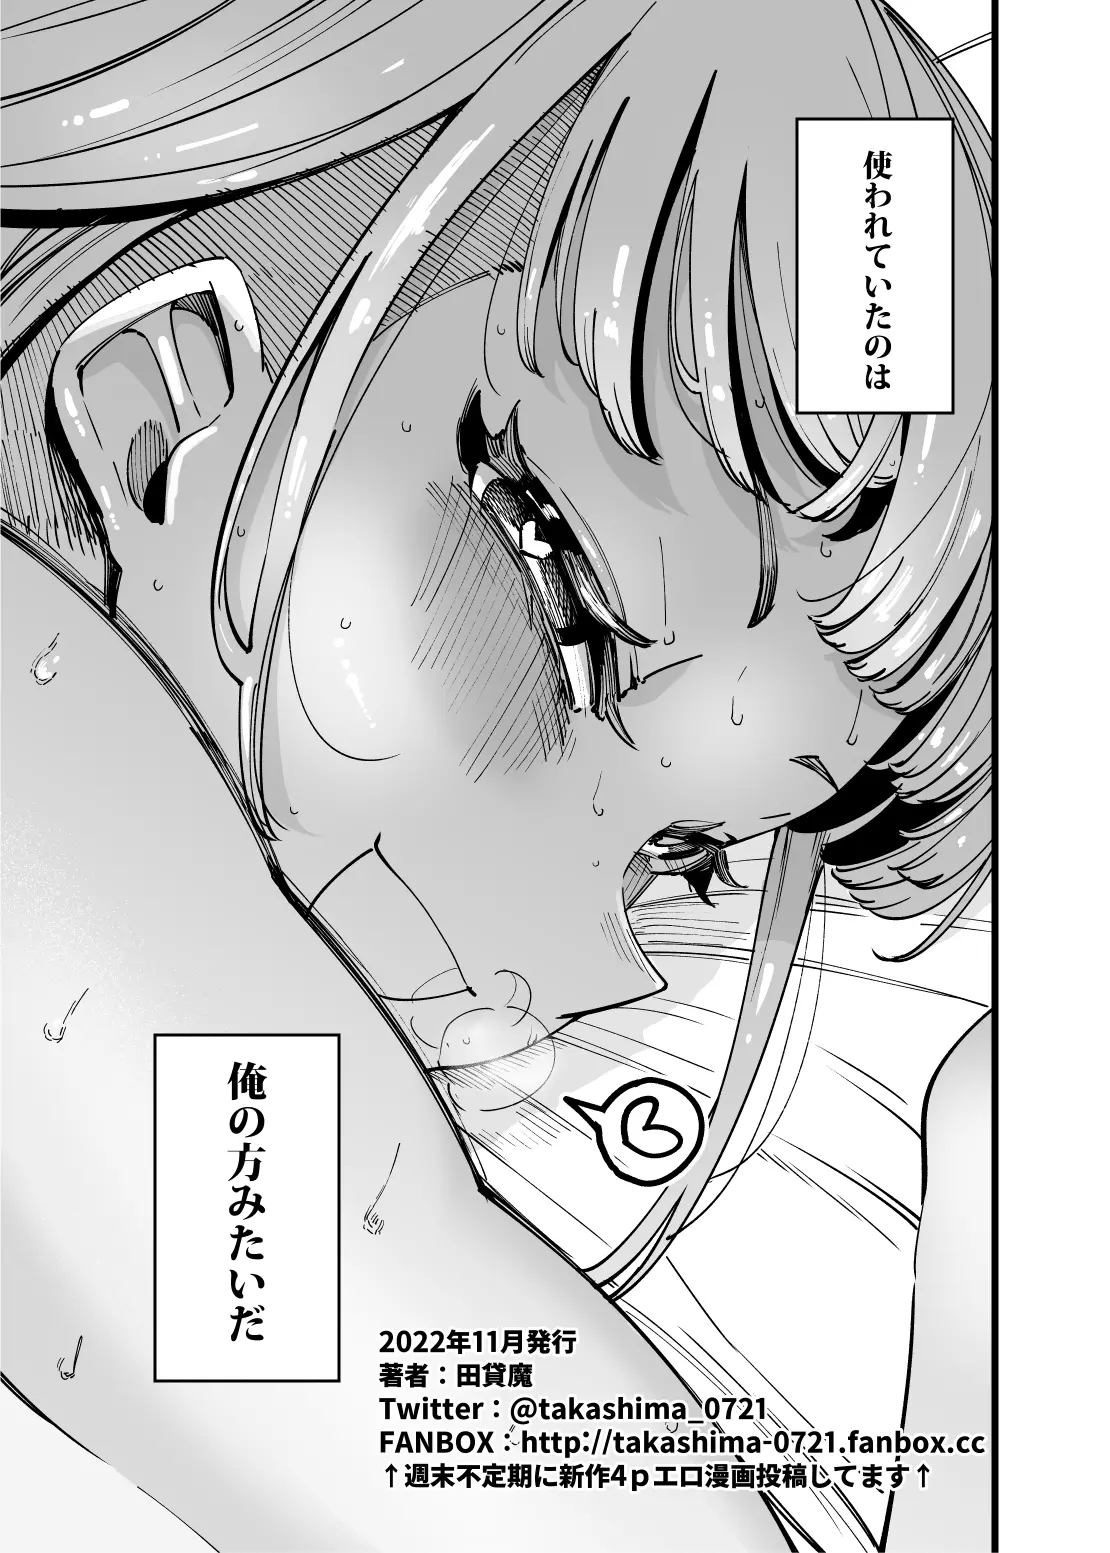 使われていたのは
俺の方みたいだ
2022年11月発行
著者：田貸魔
Twitter：@takashima_0721
FANBOX：http://takashima-0721.fanbox.cc
↑週末不定期に新作4ｐエロ漫画投稿してます↑